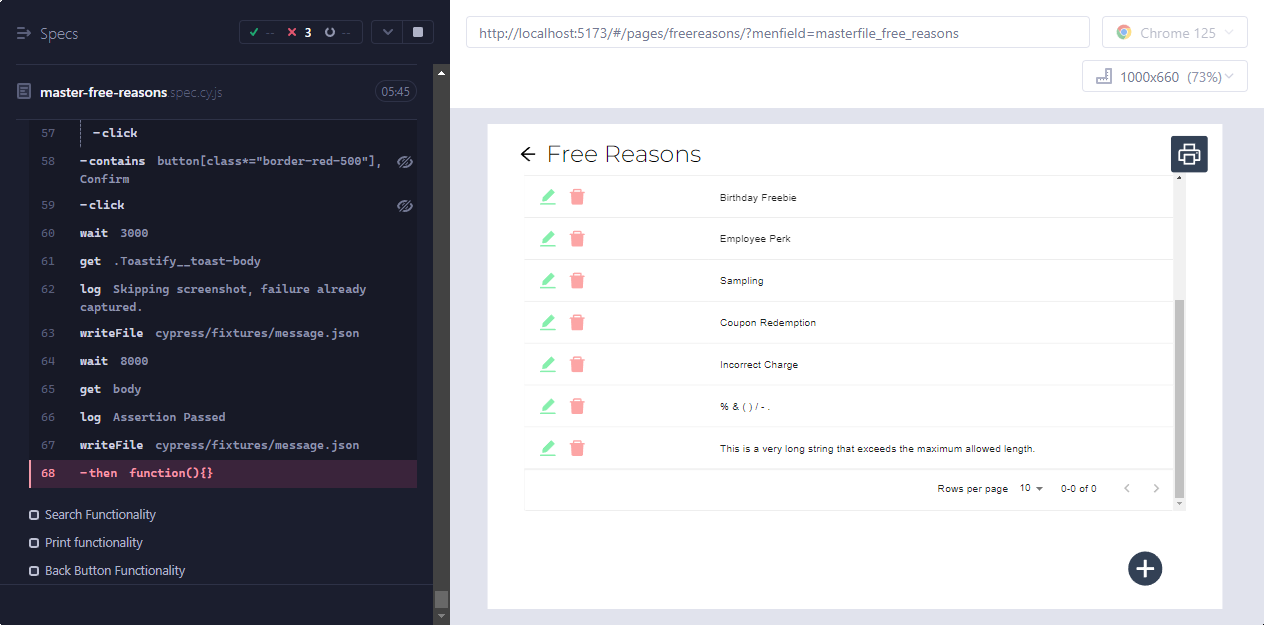 Specs
-- 3 --
master-free-reasons.spec.cy.js
05:45
57 -click
58 -contains button[class*="border-red-500"],
Confirm
59 -click
60 wait 3000
61 get .Toastify__toast-body
62 log Skipping screenshot, failure already
captured.
63 writeFile cypress/fixtures/message.json
64 wait 8000
65 get body
66 log Assertion Passed
67 writeFile cypress/fixtures/message.json
68 -then function(){}
Search Functionality
Print functionality
Back Button Functionality
http://localhost:5173/#/pages/freereasons/?menfield=masterfile_free_reasons
Chrome 125
1000x660 (73%)
Free Reasons
Birthday Freebie
Employee Perk
Sampling
Coupon Redemption
Incorrect Charge
% & ( ) / - .
This is a very long string that exceeds the maximum allowed length.
Rows per page 10 0-0 of 0